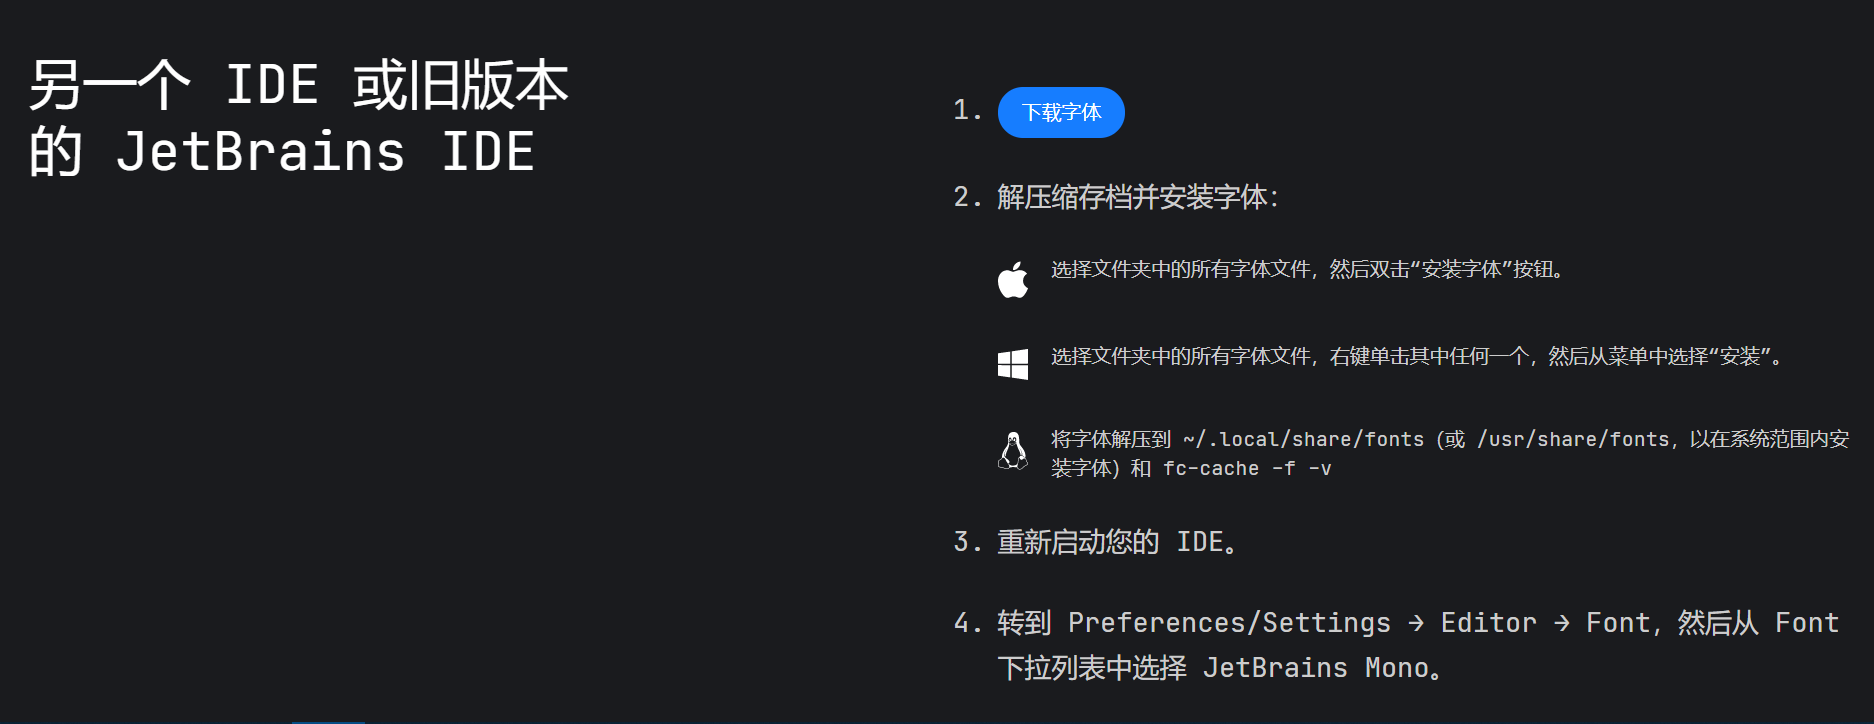 另一个 IDE 或旧版本
的 JetBrains IDE
1. 下载字体
2. 解压缩存档并安装字体：
选择文件夹中的所有字体文件，然后双击“安装字体”按钮。
选择文件夹中的所有字体文件，右键单击其中任何一个，然后从菜单中选择“安装”。
将字体解压到 ~/.local/share/fonts（或 /usr/share/fonts，以在系统范围内安
装字体）和 fc-cache -f -v
3. 重新启动您的 IDE。
4. 转到 Preferences/Settings → Editor → Font，然后从 Font
下拉列表中选择 JetBrains Mono。